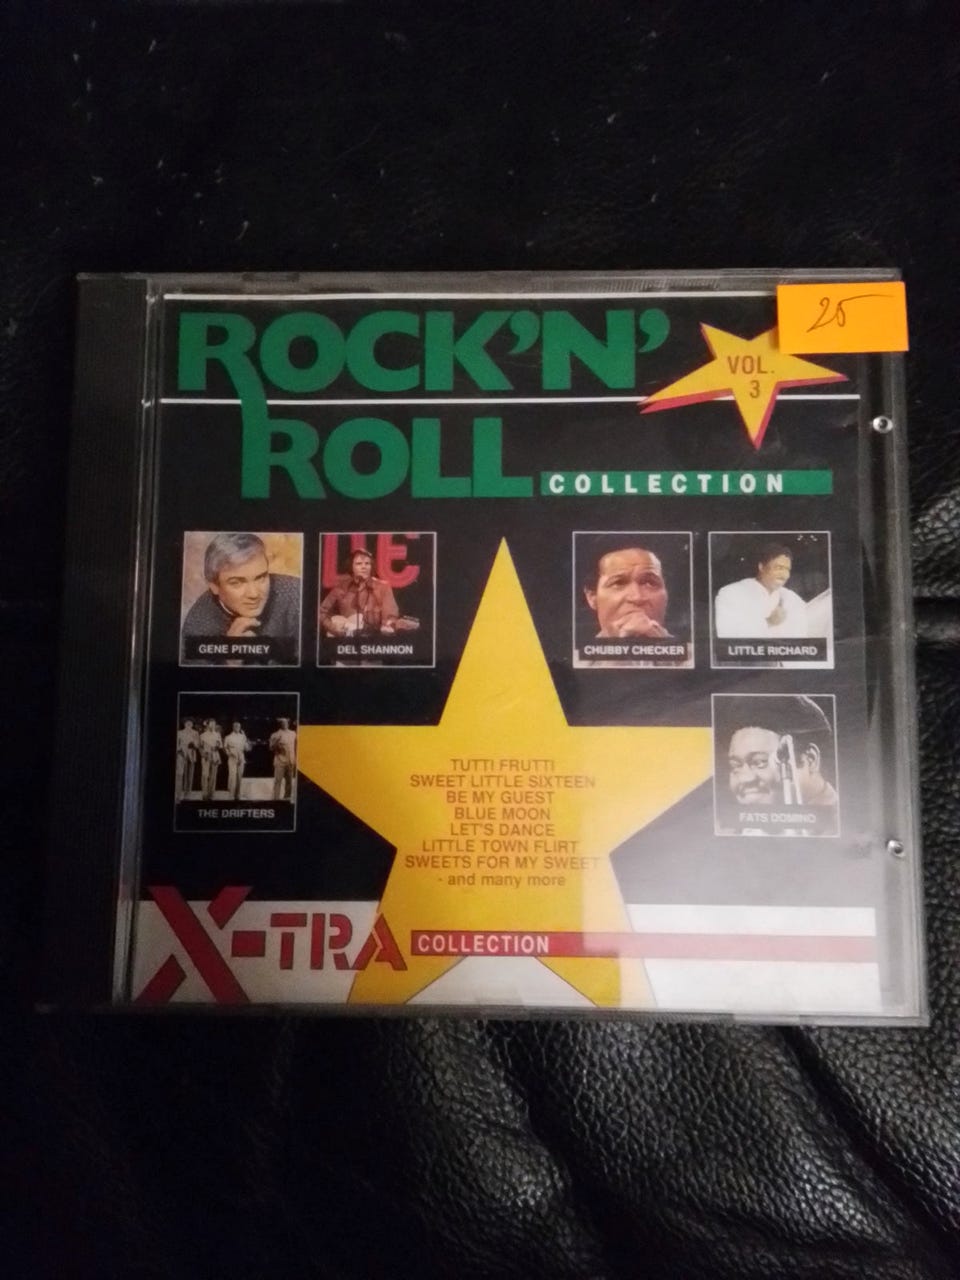 25
ROCK'N'
VOL.
3
ROLL
COLLECTION
DE
GENE PITNEY
DEL SHANNON
CHUBBY CHECKER
LITTLE RICHARD
THE DRIFTERS
FATS DOMINO
TUTTI FRUTTI
SWEET LITTLE SIXTEEN
BE MY GUEST
BLUE MOON
LET'S DANCE
LITTLE TOWN FLIRT
SWEETS FOR MY SWEET
- and many more
X-TRA
COLLECTION